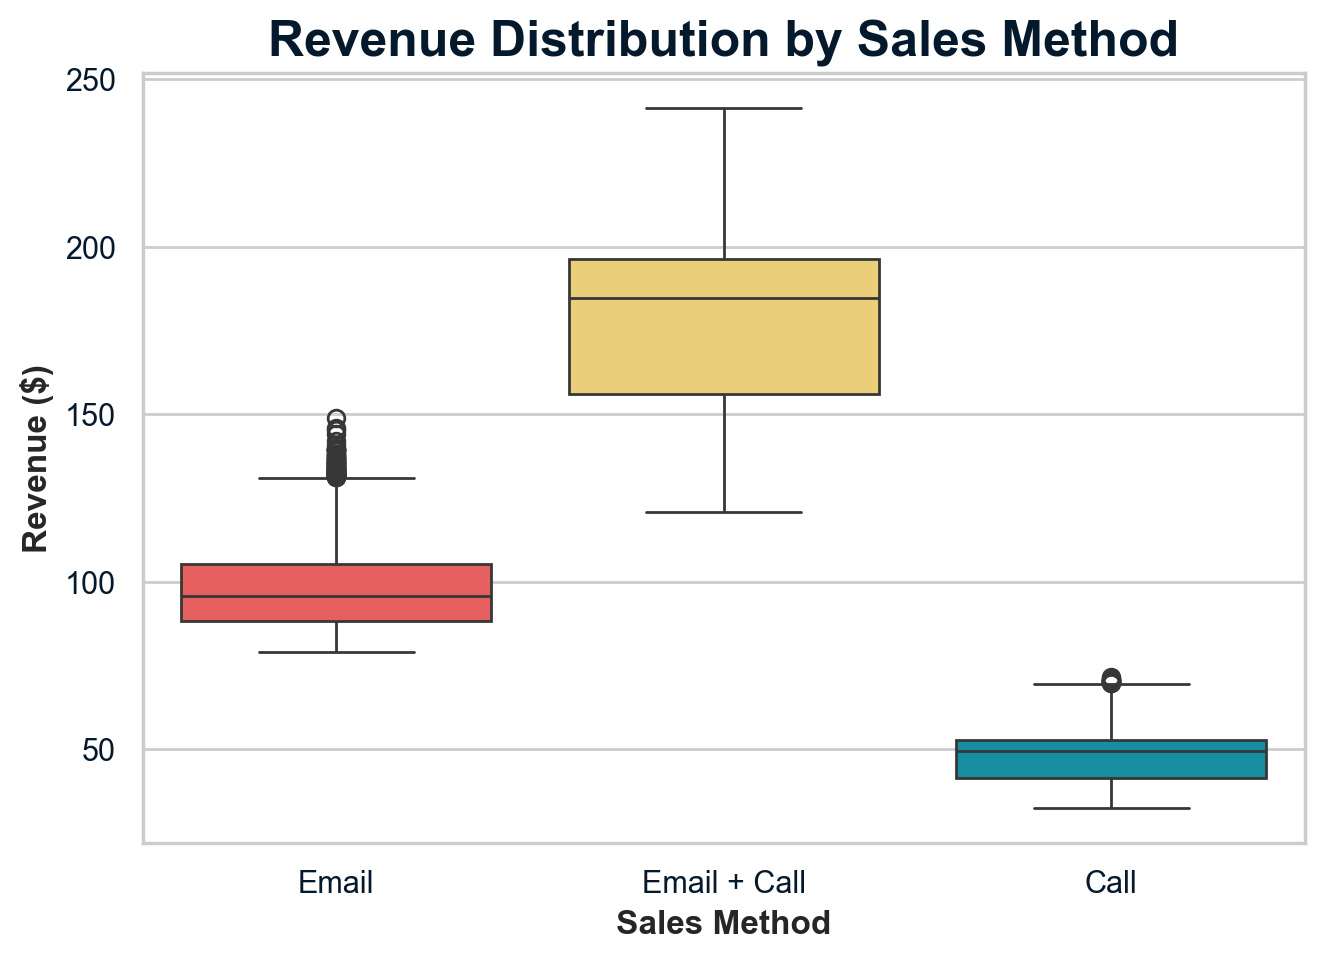 Revenue Distribution by Sales Method
250
200
150
100
50
Revenue ($)
Email
Email + Call
Call
Sales Method